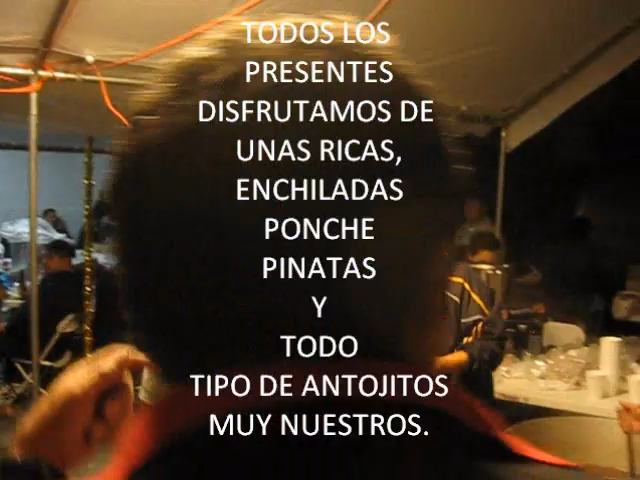 TODOS LOS
PRESENTES
DISFRUTAMOS DE
UNAS RICAS,
ENCHILADAS
PONCHE
PINATAS
Y
TODO
TIPO DE ANTOJITOS
MUY NUESTROS.